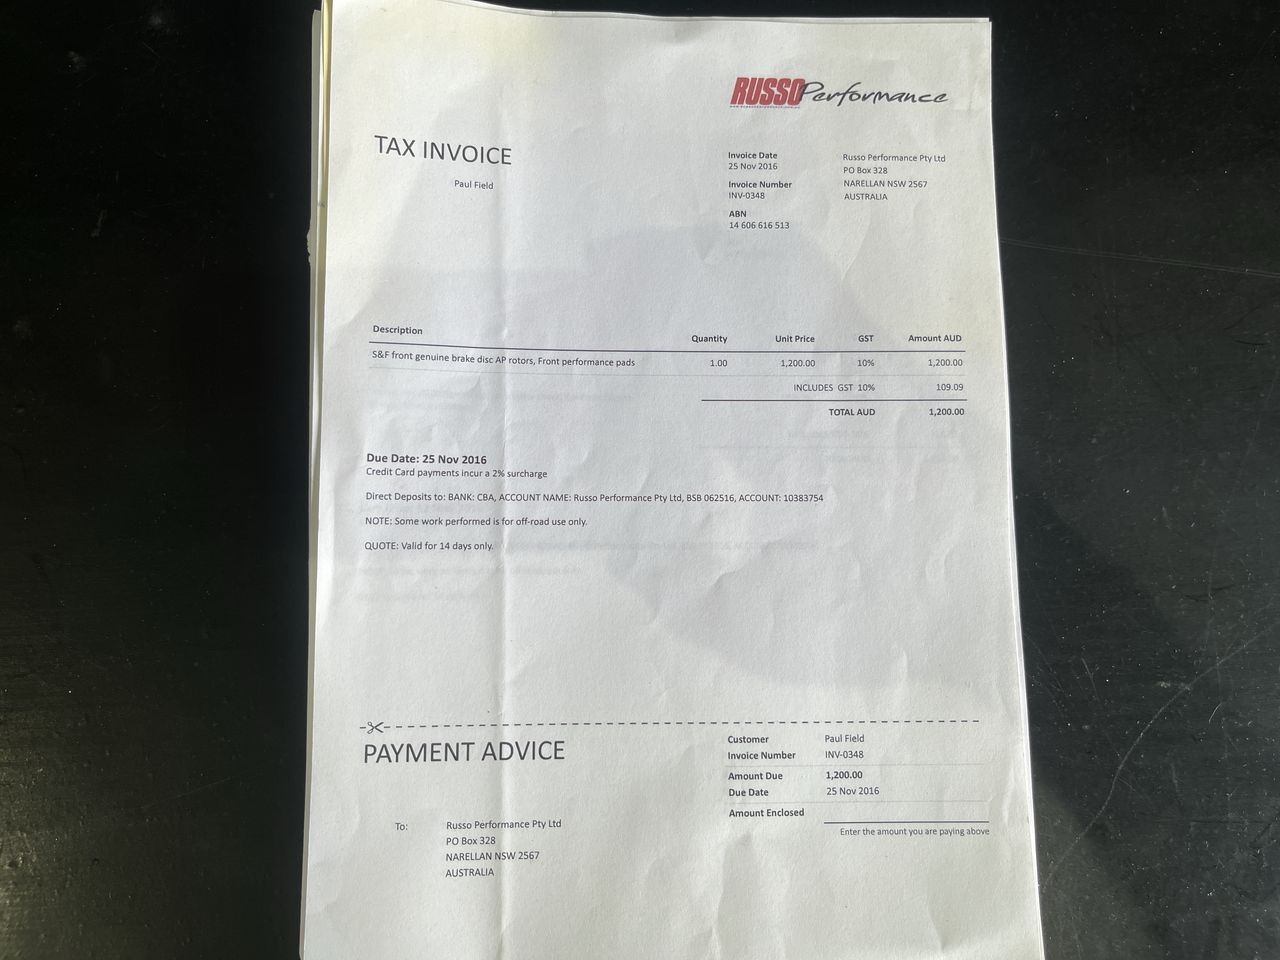 RUSSO Performance
TAX INVOICE
Paul Field
Invoice Date
25 Nov 2016
Invoice Number
INV-0348
ABN
14 606 616 513
Russo Performance Pty Ltd
PO Box 328
NARELLAN NSW 2567
AUSTRALIA
Description Quantity Unit Price GST Amount AUD
S&F front genuine brake disc AP rotors, Front performance pads 1.00 1,200.00 10% 1,200.00
INCLUDES GST 10% 109.09
TOTAL AUD 1,200.00
Due Date: 25 Nov 2016
Credit Card payments incur a 2% surcharge
Direct Deposits to: BANK: CBA, ACCOUNT NAME: Russo Performance Pty Ltd, BSB 062516, ACCOUNT: 10383754
NOTE: Some work performed is for off-road use only.
QUOTE: Valid for 14 days only.
PAYMENT ADVICE
To: Russo Performance Pty Ltd
PO Box 328
NARELLAN NSW 2567
AUSTRALIA
Customer Paul Field
Invoice Number INV-0348
Amount Due 1,200.00
Due Date 25 Nov 2016
Amount Enclosed
Enter the amount you are paying above